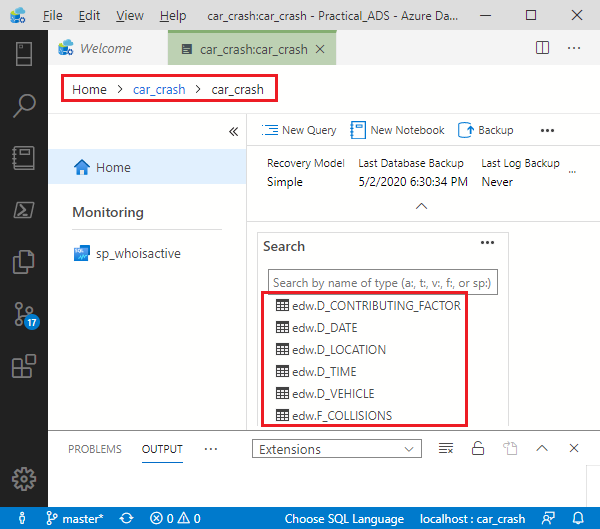 File Edit View Help car_crash:car_crash - Practical_ADS - Azure Da...
Welcome car_crash:car_crash
Home > car_crash > car_crash
New Query New Notebook Backup
Home
Recovery Model Last Database Backup Last Log Backup
Simple 5/2/2020 6:30:34 PM Never ...
Monitoring
sp_whoisactive
Search
Search by name of type (a:, t:, v:, f:, or sp:)
edw.D_CONTRIBUTING_FACTOR
edw.D_DATE
edw.D_LOCATION
edw.D_TIME
edw.D_VEHICLE
edw.F_COLLISIONS
17
PROBLEMS OUTPUT ... Extensions
master* 0 0 Choose SQL Language localhost : car_crash